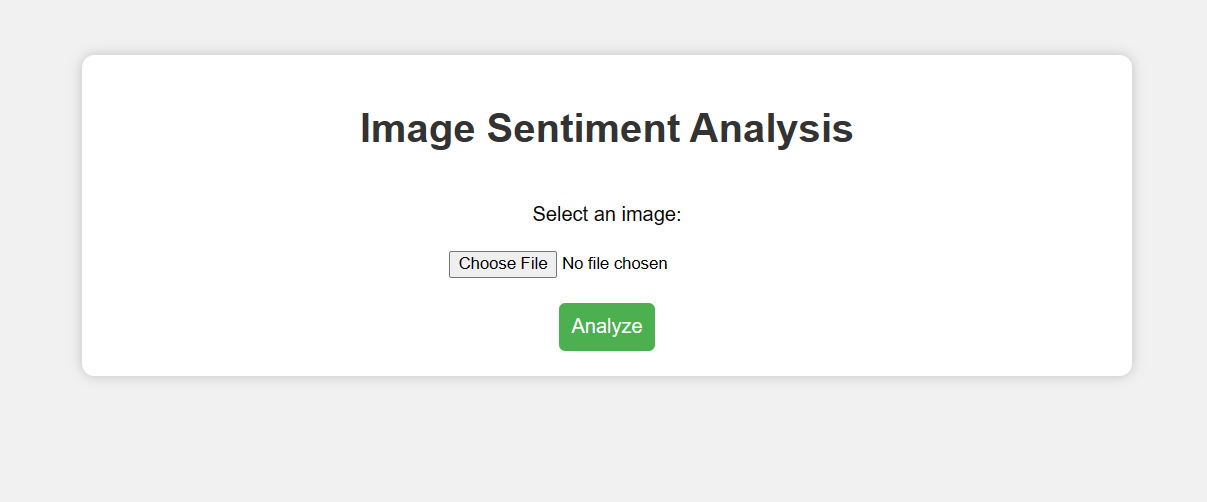 Image Sentiment Analysis
Select an image:
Choose File No file chosen
Analyze